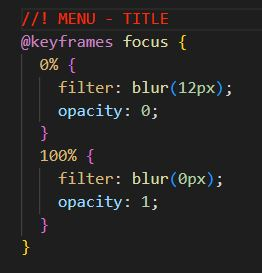 //! MENU - TITLE
@keyframes focus {
  0% {
    filter: blur(12px);
    opacity: 0;
  }
  100% {
    filter: blur(0px);
    opacity: 1;
  }
}